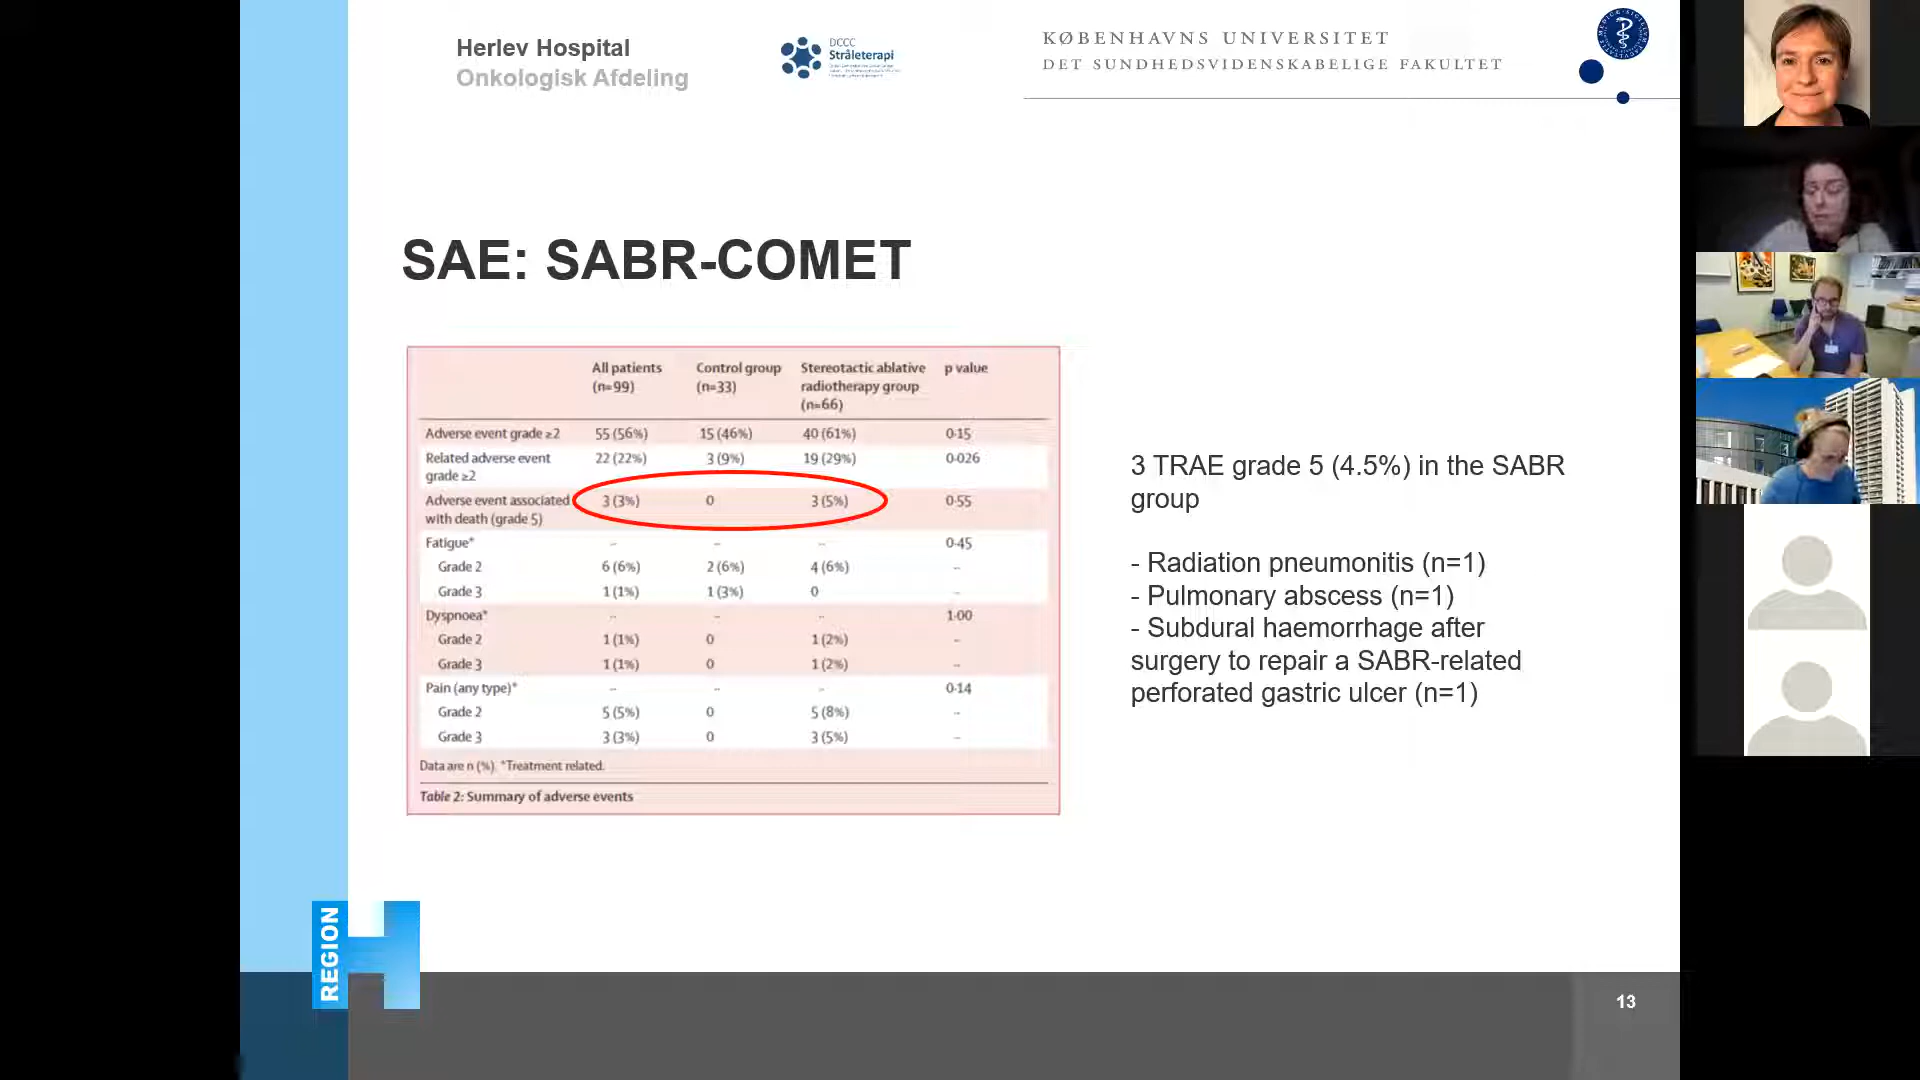 Herlev Hospital
Onkologisk Afdeling
DCCC
Stråleterapi
KØBENHAVNS UNIVERSITET
DET SUNDHEDSVIDENSKABELIGE FAKULTET
SAE: SABR-COMET
All patients (n=99) Control group (n=33) Stereotactic ablative radiotherapy group (n=66) p value
Adverse event grade ≥2 55 (56%) 15 (46%) 40 (61%) 0·15
Related adverse event grade ≥2 22 (22%) 3 (9%) 19 (29%) 0·026
Adverse event associated with death (grade 5) 3 (3%) 0 3 (5%) 0·55
Fatigue* ·· ·· ·· 0·45
Grade 2 6 (6%) 2 (6%) 4 (6%) ··
Grade 3 1 (1%) 1 (3%) 0 ··
Dyspnoea* ·· ·· ·· 1·00
Grade 2 1 (1%) 0 1 (2%) ··
Grade 3 1 (1%) 0 1 (2%) ··
Pain (any type)* ·· ·· ·· 0·14
Grade 2 5 (5%) 0 5 (8%) ··
Grade 3 3 (3%) 0 3 (5%) ··
Data are n (%). *Treatment related.
Table 2: Summary of adverse events
3 TRAE grade 5 (4.5%) in the SABR
group
- Radiation pneumonitis (n=1)
- Pulmonary abscess (n=1)
- Subdural haemorrhage after
surgery to repair a SABR-related
perforated gastric ulcer (n=1)
REGION
13